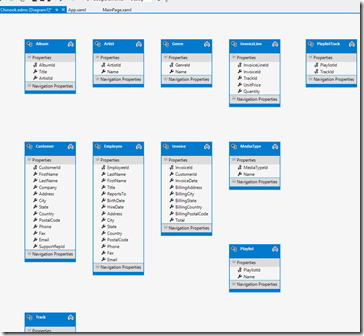 Chinook.edmx [Diagram1]*
App.xaml
MainPage.xaml
Album
Properties
AlbumId
Title
ArtistId
Navigation Properties
Artist
Properties
ArtistId
Name
Navigation Properties
Genre
Properties
GenreId
Name
Navigation Properties
InvoiceLine
Properties
InvoiceLineId
InvoiceId
TrackId
UnitPrice
Quantity
Navigation Properties
PlaylistTrack
Properties
PlaylistId
TrackId
Navigation Properties
Customer
Properties
CustomerId
FirstName
LastName
Company
Address
City
State
Country
PostalCode
Phone
Fax
Email
SupportRepId
Navigation Properties
Employee
Properties
EmployeeId
LastName
FirstName
Title
ReportsTo
BirthDate
HireDate
Address
City
State
Country
PostalCode
Phone
Fax
Email
Navigation Properties
Invoice
Properties
InvoiceId
CustomerId
InvoiceDate
BillingAddress
BillingCity
BillingState
BillingCountry
BillingPostalCode
Total
Navigation Properties
MediaType
Properties
MediaTypeId
Name
Navigation Properties
Playlist
Properties
PlaylistId
Name
Navigation Properties
Track
Properties